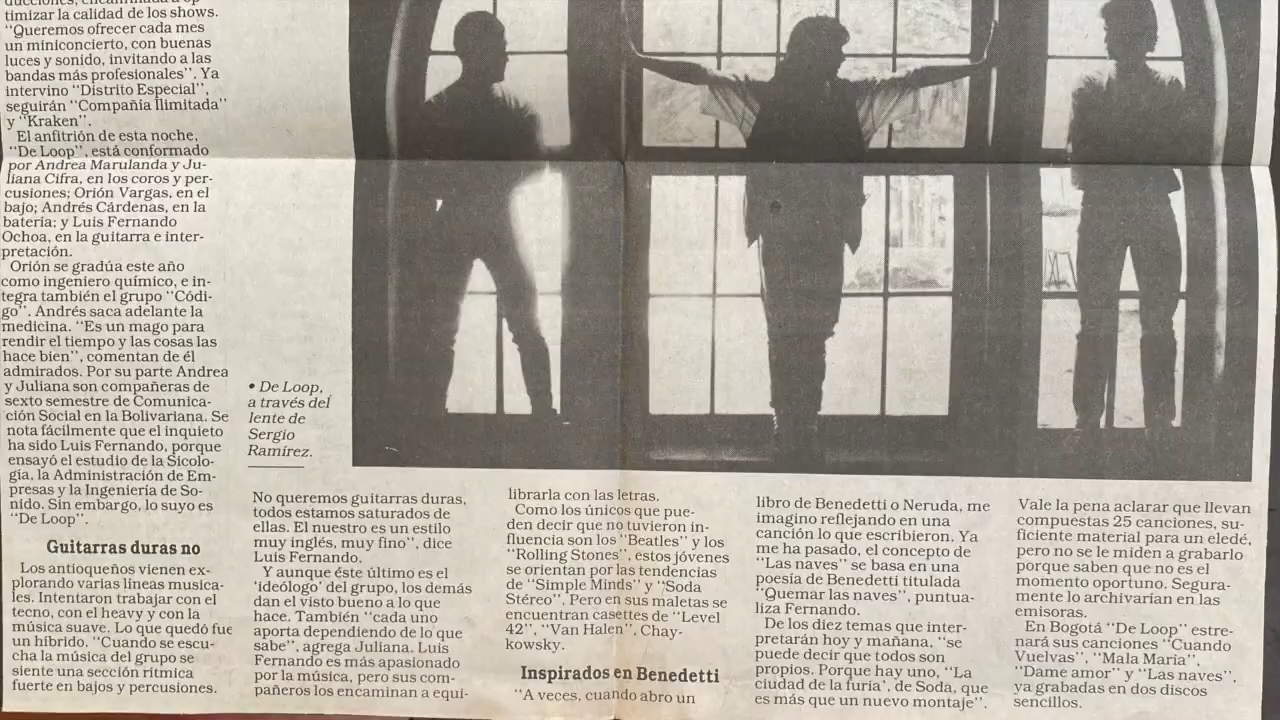 timizar la calidad de los shows.
"Queremos ofrecer cada mes
un miniconcierto, con buenas
luces y sonido, invitando a las
bandas más profesionales". Ya
intervino "Distrito Especial",
seguirán "Compañía Ilimitada"
y "Kraken".
El anfitrión de esta noche,
"De Loop", está conformado
por Andrea Marulanda y Ju-
liana Cifra, en los coros y per-
cusiones; Orión Vargas, en el
bajo; Andrés Cárdenas, en la
batería; y Luis Fernando
Ochoa, en la guitarra e inter-
pretación.
Orión se gradúa este año
como ingeniero químico, e in-
tegra también el grupo "Códi-
go". Andrés saca adelante la
medicina. "Es un mago para
rendir el tiempo y las cosas las
hace bien", comentan de él
admirados. Por su parte Andrea
y Juliana son compañeras de
sexto semestre de Comunica-
ción Social en la Bolivariana. Se
nota fácilmente que el inquieto
ha sido Luis Fernando, porque
ensayó el estudio de la Sicolo-
gía, la Administración de Em-
presas y la Ingeniería de So-
nido. Sin embargo, lo suyo es
"De Loop".
Guitarras duras no
Los antioqueños vienen ex-
plorando varias líneas musica-
les. Intentaron trabajar con el
tecno, con el heavy y con la
música suave. Lo que quedó fue
un híbrido. "Cuando se escu-
cha la música del grupo se
siente una sección rítmica
fuerte en bajos y percusiones.
• De Loop,
a través del
lente de
Sergio
Ramírez.
No queremos guitarras duras,
todos estamos saturados de
ellas. El nuestro es un estilo
muy inglés, muy fino", dice
Luis Fernando.
Y aunque éste último es el
'ideólogo' del grupo, los demás
dan el visto bueno a lo que
hace. También "cada uno
aporta dependiendo de lo que
sabe", agrega Juliana. Luis
Fernando es más apasionado
por la música, pero sus com-
pañeros los encaminan a equi-
librarla con las letras.
Como los únicos que pue-
den decir que no tuvieron in-
fluencia son los "Beatles" y los
"Rolling Stones", estos jóvenes
se orientan por las tendencias
de "Simple Minds" y "Soda
Stéreo". Pero en sus maletas se
encuentran casettes de "Level
42", "Van Halen", Chay-
kowsky.
Inspirados en Benedetti
"A veces, cuando abro un
libro de Benedetti o Neruda, me
imagino reflejando en una
canción lo que escribieron. Ya
me ha pasado, el concepto de
"Las naves" se basa en una
poesía de Benedetti titulada
"Quemar las naves", puntua-
liza Fernando.
De los diez temas que inter-
pretarán hoy y mañana, "se
puede decir que todos son
propios. Porque hay uno, "La
ciudad de la furia', de Soda, que
es más que un nuevo montaje".
Vale la pena aclarar que llevan
compuestas 25 canciones, su-
ficiente material para un eledé,
pero no se le miden a grabarlo
porque saben que no es el
momento oportuno. Segura-
mente lo archivarían en las
emisoras.
En Bogotá "De Loop" estre-
nará sus canciones "Cuando
Vuelvas", "Mala María",
"Dame amor" y "Las naves",
ya grabadas en dos discos
sencillos.